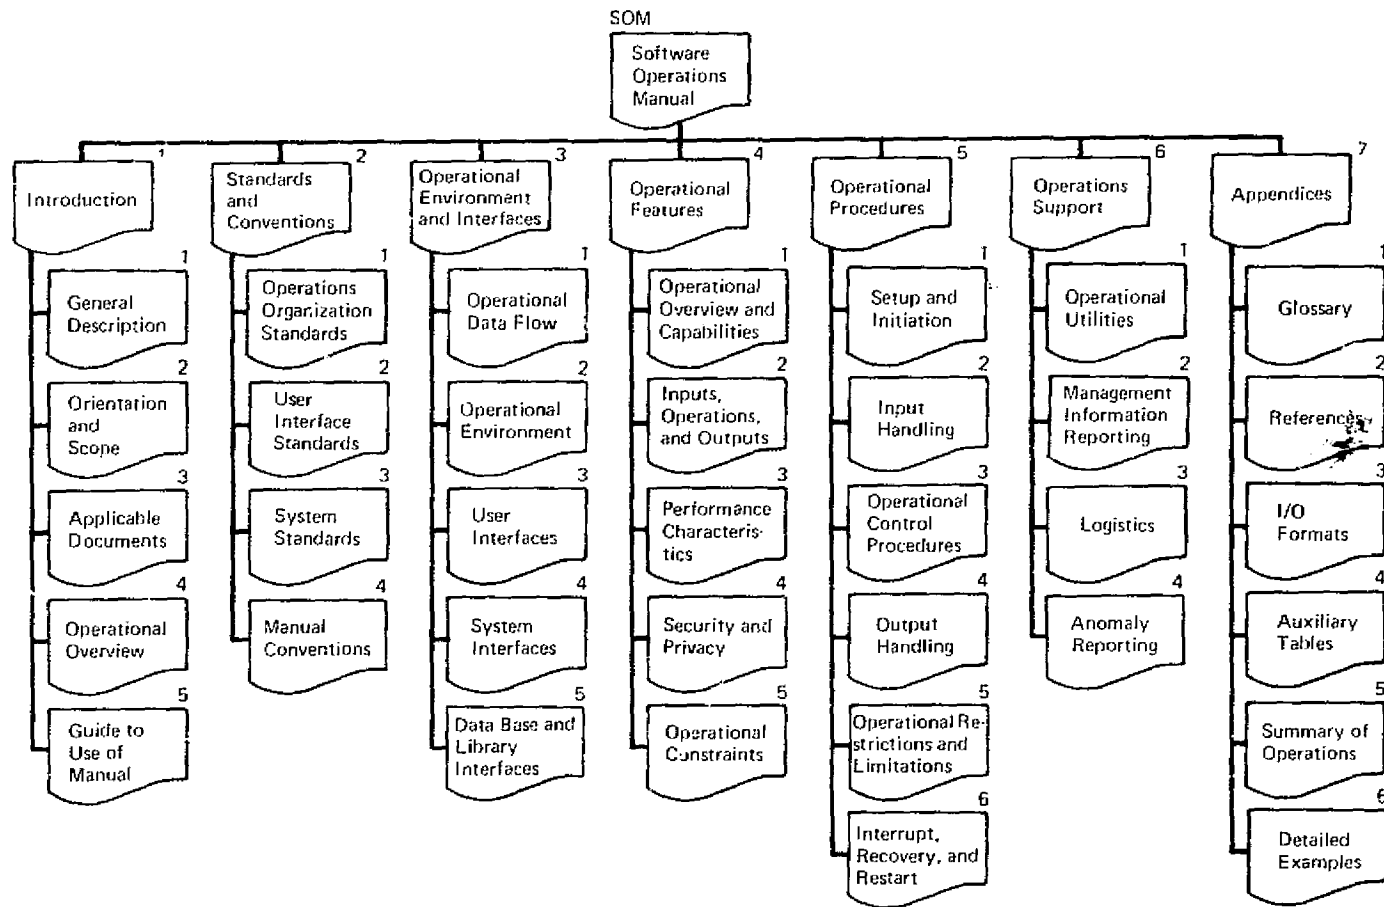 SOM
Software
Operations
Manual
1
Introduction
1
General
Description
2
Orientation
and
Scope
3
Applicable
Documents
4
Operational
Overview
5
Guide to
Use of
Manual
2
Standards
and
Conventions
1
Operations
Organization
Standards
2
User
Interface
Standards
3
System
Standards
4
Manual
Conventions
3
Operational
Environment
and Interfaces
1
Operational
Data Flow
2
Operational
Environment
3
User
Interfaces
4
System
Interfaces
5
Data Base and
Library
Interfaces
4
Operational
Features
1
Operational
Overview and
Capabilities
2
Inputs,
Operations,
and Outputs
3
Performance
Characteris-
tics
4
Security and
Privacy
5
Operational
Constraints
5
Operational
Procedures
1
Setup and
Initiation
2
Input
Handling
3
Operational
Control
Procedures
4
Output
Handling
5
Operational Re-
strictions and
Limitations
6
Interrupt,
Recovery, and
Restart
6
Operations
Support
1
Operational
Utilities
2
Management
Information
Reporting
3
Logistics
4
Anomaly
Reporting
7
Appendices
1
Glossary
2
References
3
I/O
Formats
4
Auxiliary
Tables
5
Summary of
Operations
6
Detailed
Examples